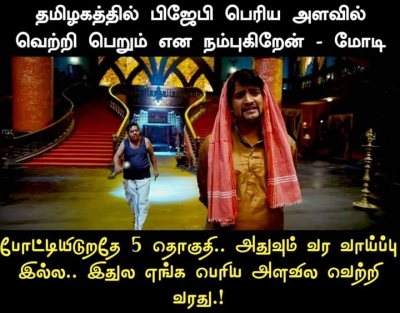 தமிழகத்தில் பிஜேபி பெரிய அளவில்
வெற்றி பெறும் என நம்புகிறேன் - மோடி
போட்டியிடுறதே 5 தொகுதி.. அதுவும் வர வாய்ப்பு
இல்ல.. இதுல எங்க பெரிய அளவில வெற்றி
வரது.!